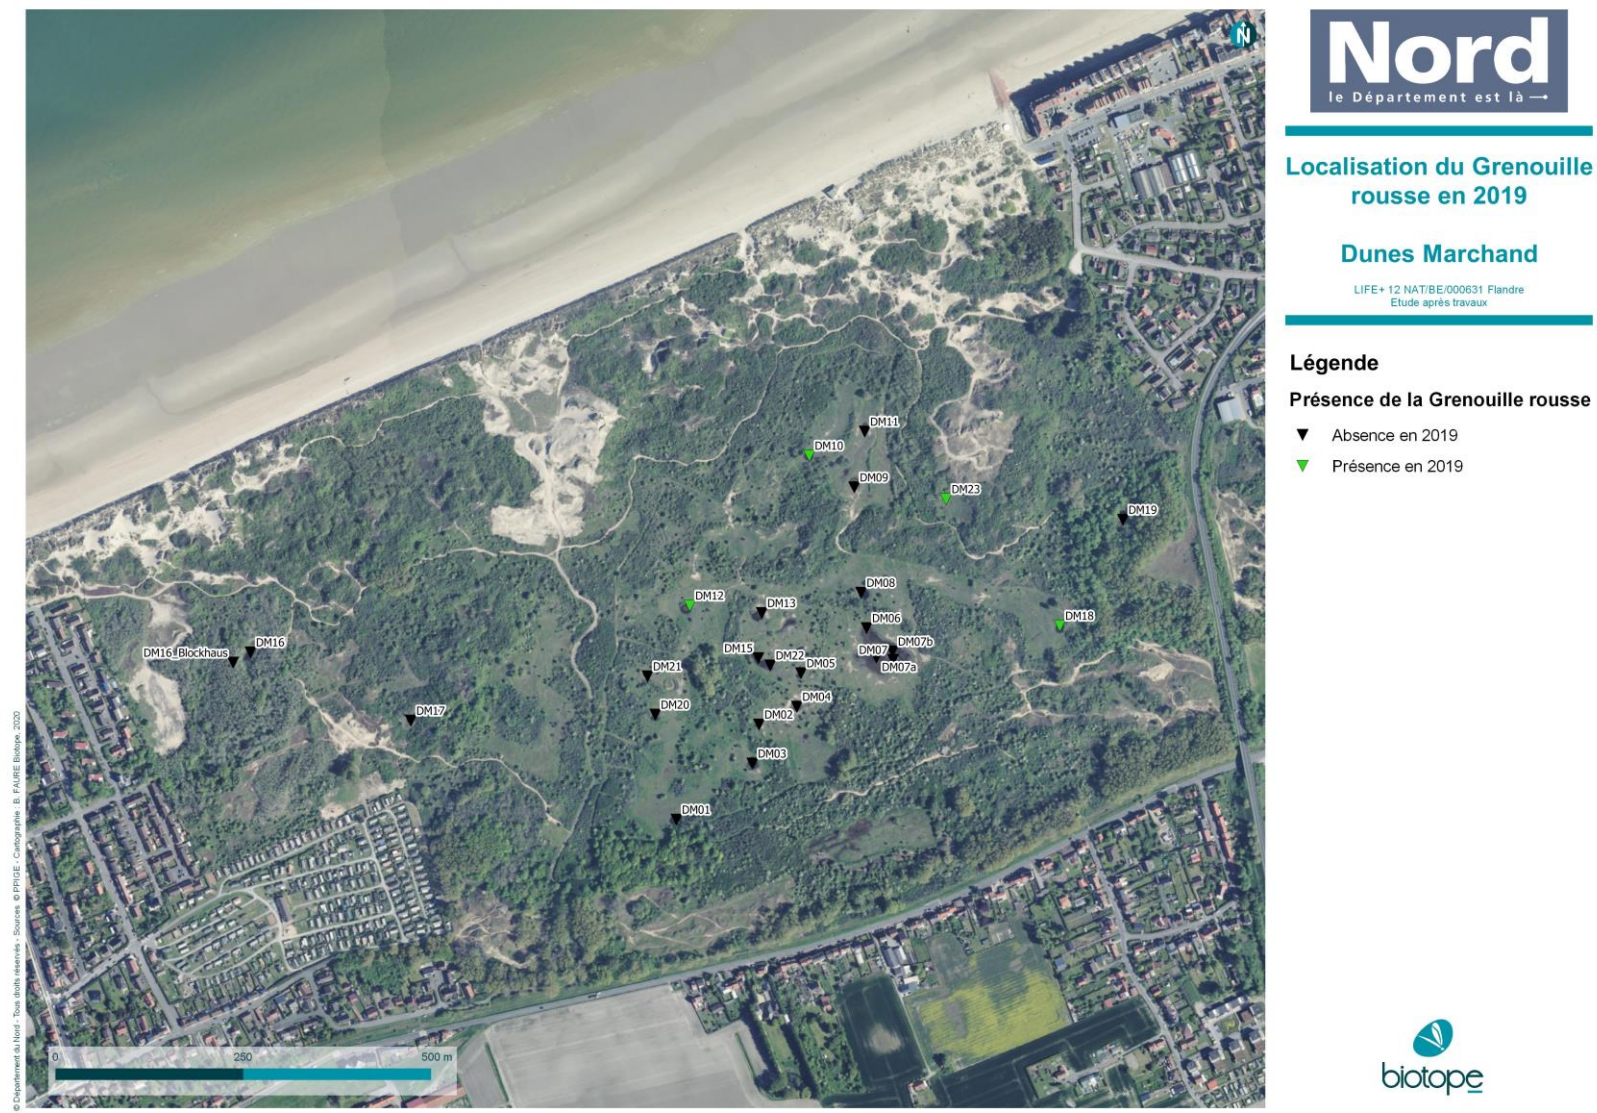 N
Nord
le Département est là
Localisation du Grenouille
rousse en 2019
Dunes Marchand
LIFE+ 12 NAT/BE/000631 Flandre
Etude après travaux
Légende
Présence de la Grenouille rousse
Absence en 2019
Présence en 2019
DM11
DM10
DM09
DM23
DM19
DM08
DM12
DM13
DM06
DM18
DM16
DM16_Blockhaus
DM15
DM22
DM05
DM07
DM07b
DM07a
DM21
DM04
DM20
DM17
DM02
DM03
DM01
0 250 500 m
© Département du Nord - Tous droits réservés - Sources : © PPIGE - Cartographie : B. FAURE Biotope, 2020
biotope